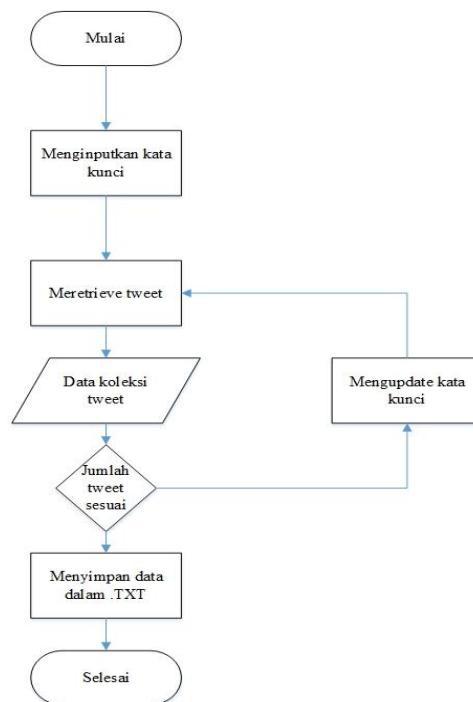 Mulai
Menginputkan kata
kunci
Meretrieve tweet
Data koleksi
tweet
Mengupdate kata
kunci
Jumlah
tweet
sesuai
Menyimpan data
dalam .TXT
Selesai